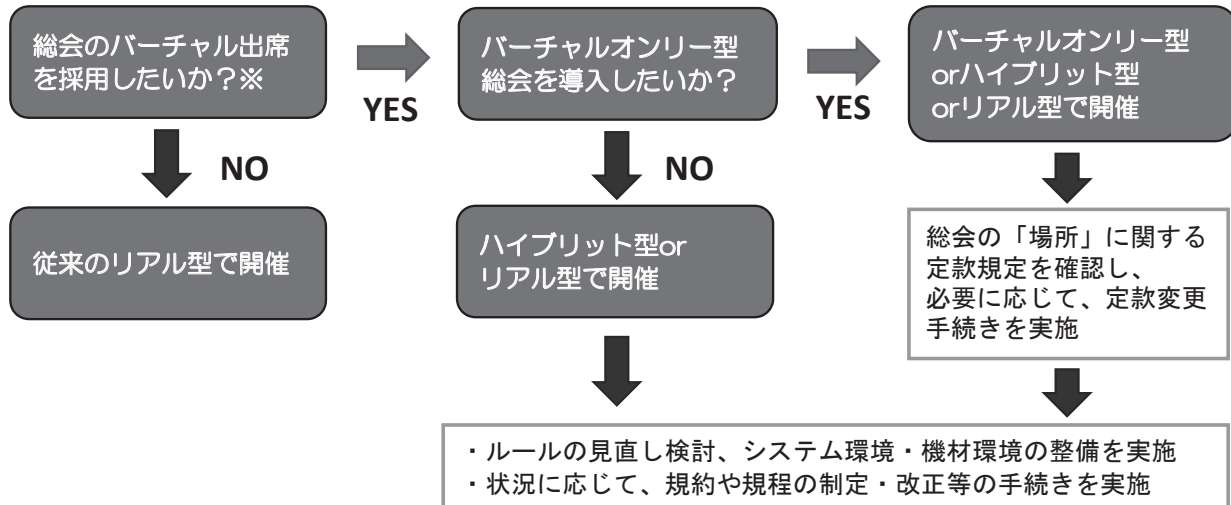 総会のバーチャル出席
を採用したいか？※
YES
バーチャルオンリー型
総会を導入したいか？
YES
バーチャルオンリー型
orハイブリット型
orリアル型で開催
NO
NO
従来のリアル型で開催
ハイブリット型or
リアル型で開催
総会の「場所」に関する
定款規定を確認し、
必要に応じて、定款変更
手続きを実施
・ルールの見直し検討、システム環境・機材環境の整備を実施
・状況に応じて、規約や規程の制定・改正等の手続きを実施